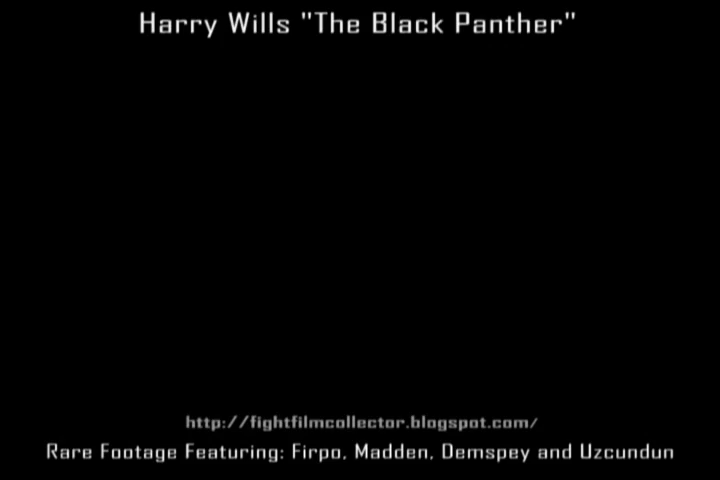 Harry Wills "The Black Panther"
http://fightfilmcollector.blogspot.com/
Rare Footage Featuring: Firpo, Madden, Demspey and Uzcundun